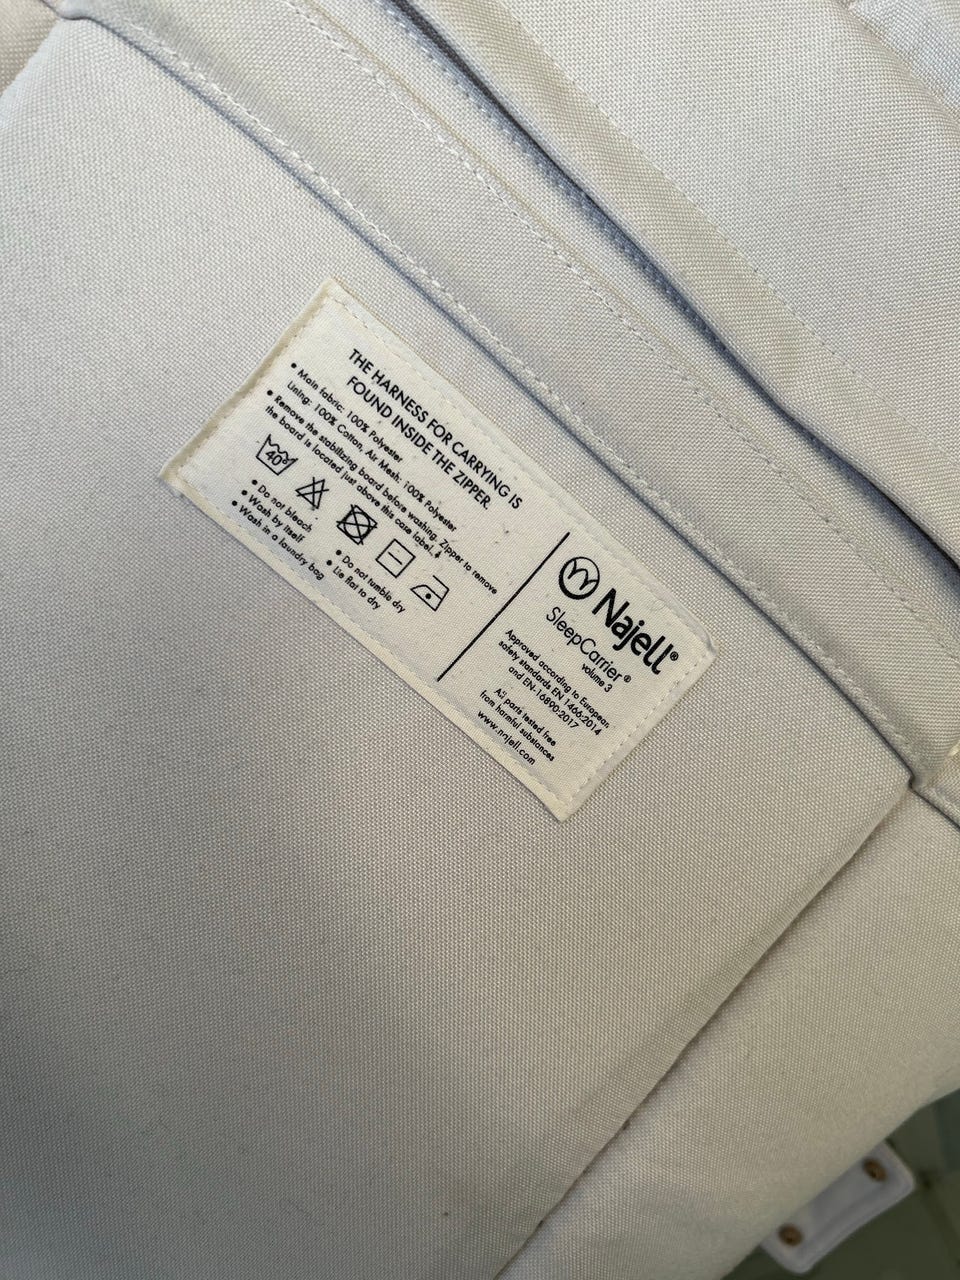 THE HARNESS FOR CARRYING IS
FOUND INSIDE THE ZIPPER.
• Main fabric: 100% Polyester
Lining: 100% Cotton, Air Mesh: 100% Polyester
• Remove the stabilizing board before washing. Zipper to remove
the board is located just above this case label.
40°
• Do not bleach
• Wash by itself
• Wash in a laundry bag
• Do not tumble dry
• Lie flat to dry
Najell®
SleepCarrier®
volume 3
Approved according to European
safety standards EN 1466:2014
and EN-16890:2017
All parts tested free
from harmful substances
www.najell.com